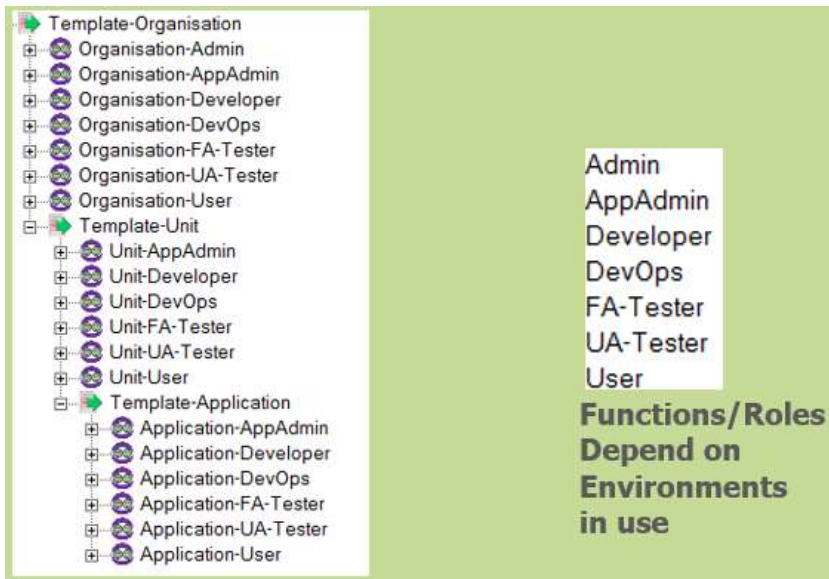 Template-Organisation
Organisation-Admin
Organisation-AppAdmin
Organisation-Developer
Organisation-DevOps
Organisation-FA-Tester
Organisation-UA-Tester
Organisation-User
Template-Unit
Unit-AppAdmin
Unit-Developer
Unit-DevOps
Unit-FA-Tester
Unit-UA-Tester
Unit-User
Template-Application
Application-AppAdmin
Application-Developer
Application-DevOps
Application-FA-Tester
Application-UA-Tester
Application-User
Admin
AppAdmin
Developer
DevOps
FA-Tester
UA-Tester
User
Functions/Roles
Depend on
Environments
in use